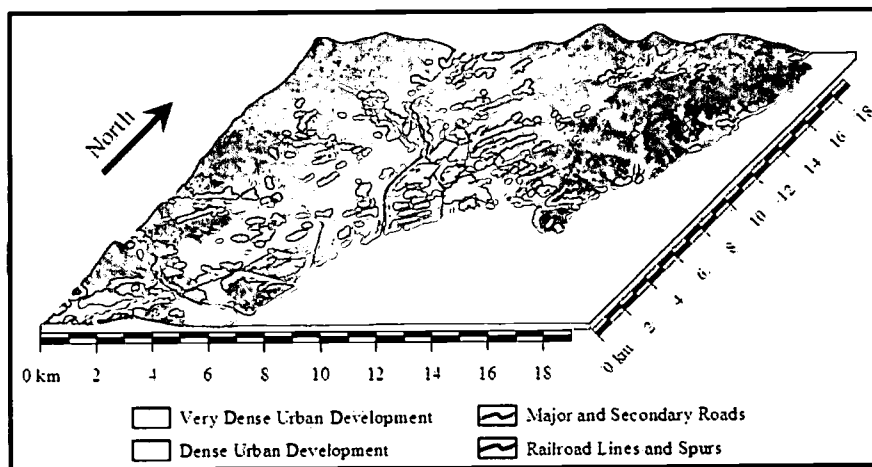 North
0 km 2 4 6 8 10 12 14 16 18
0 km 2 4 6 8 10 12 14 16 18
Very Dense Urban Development
Major and Secondary Roads
Dense Urban Development
Railroad Lines and Spurs